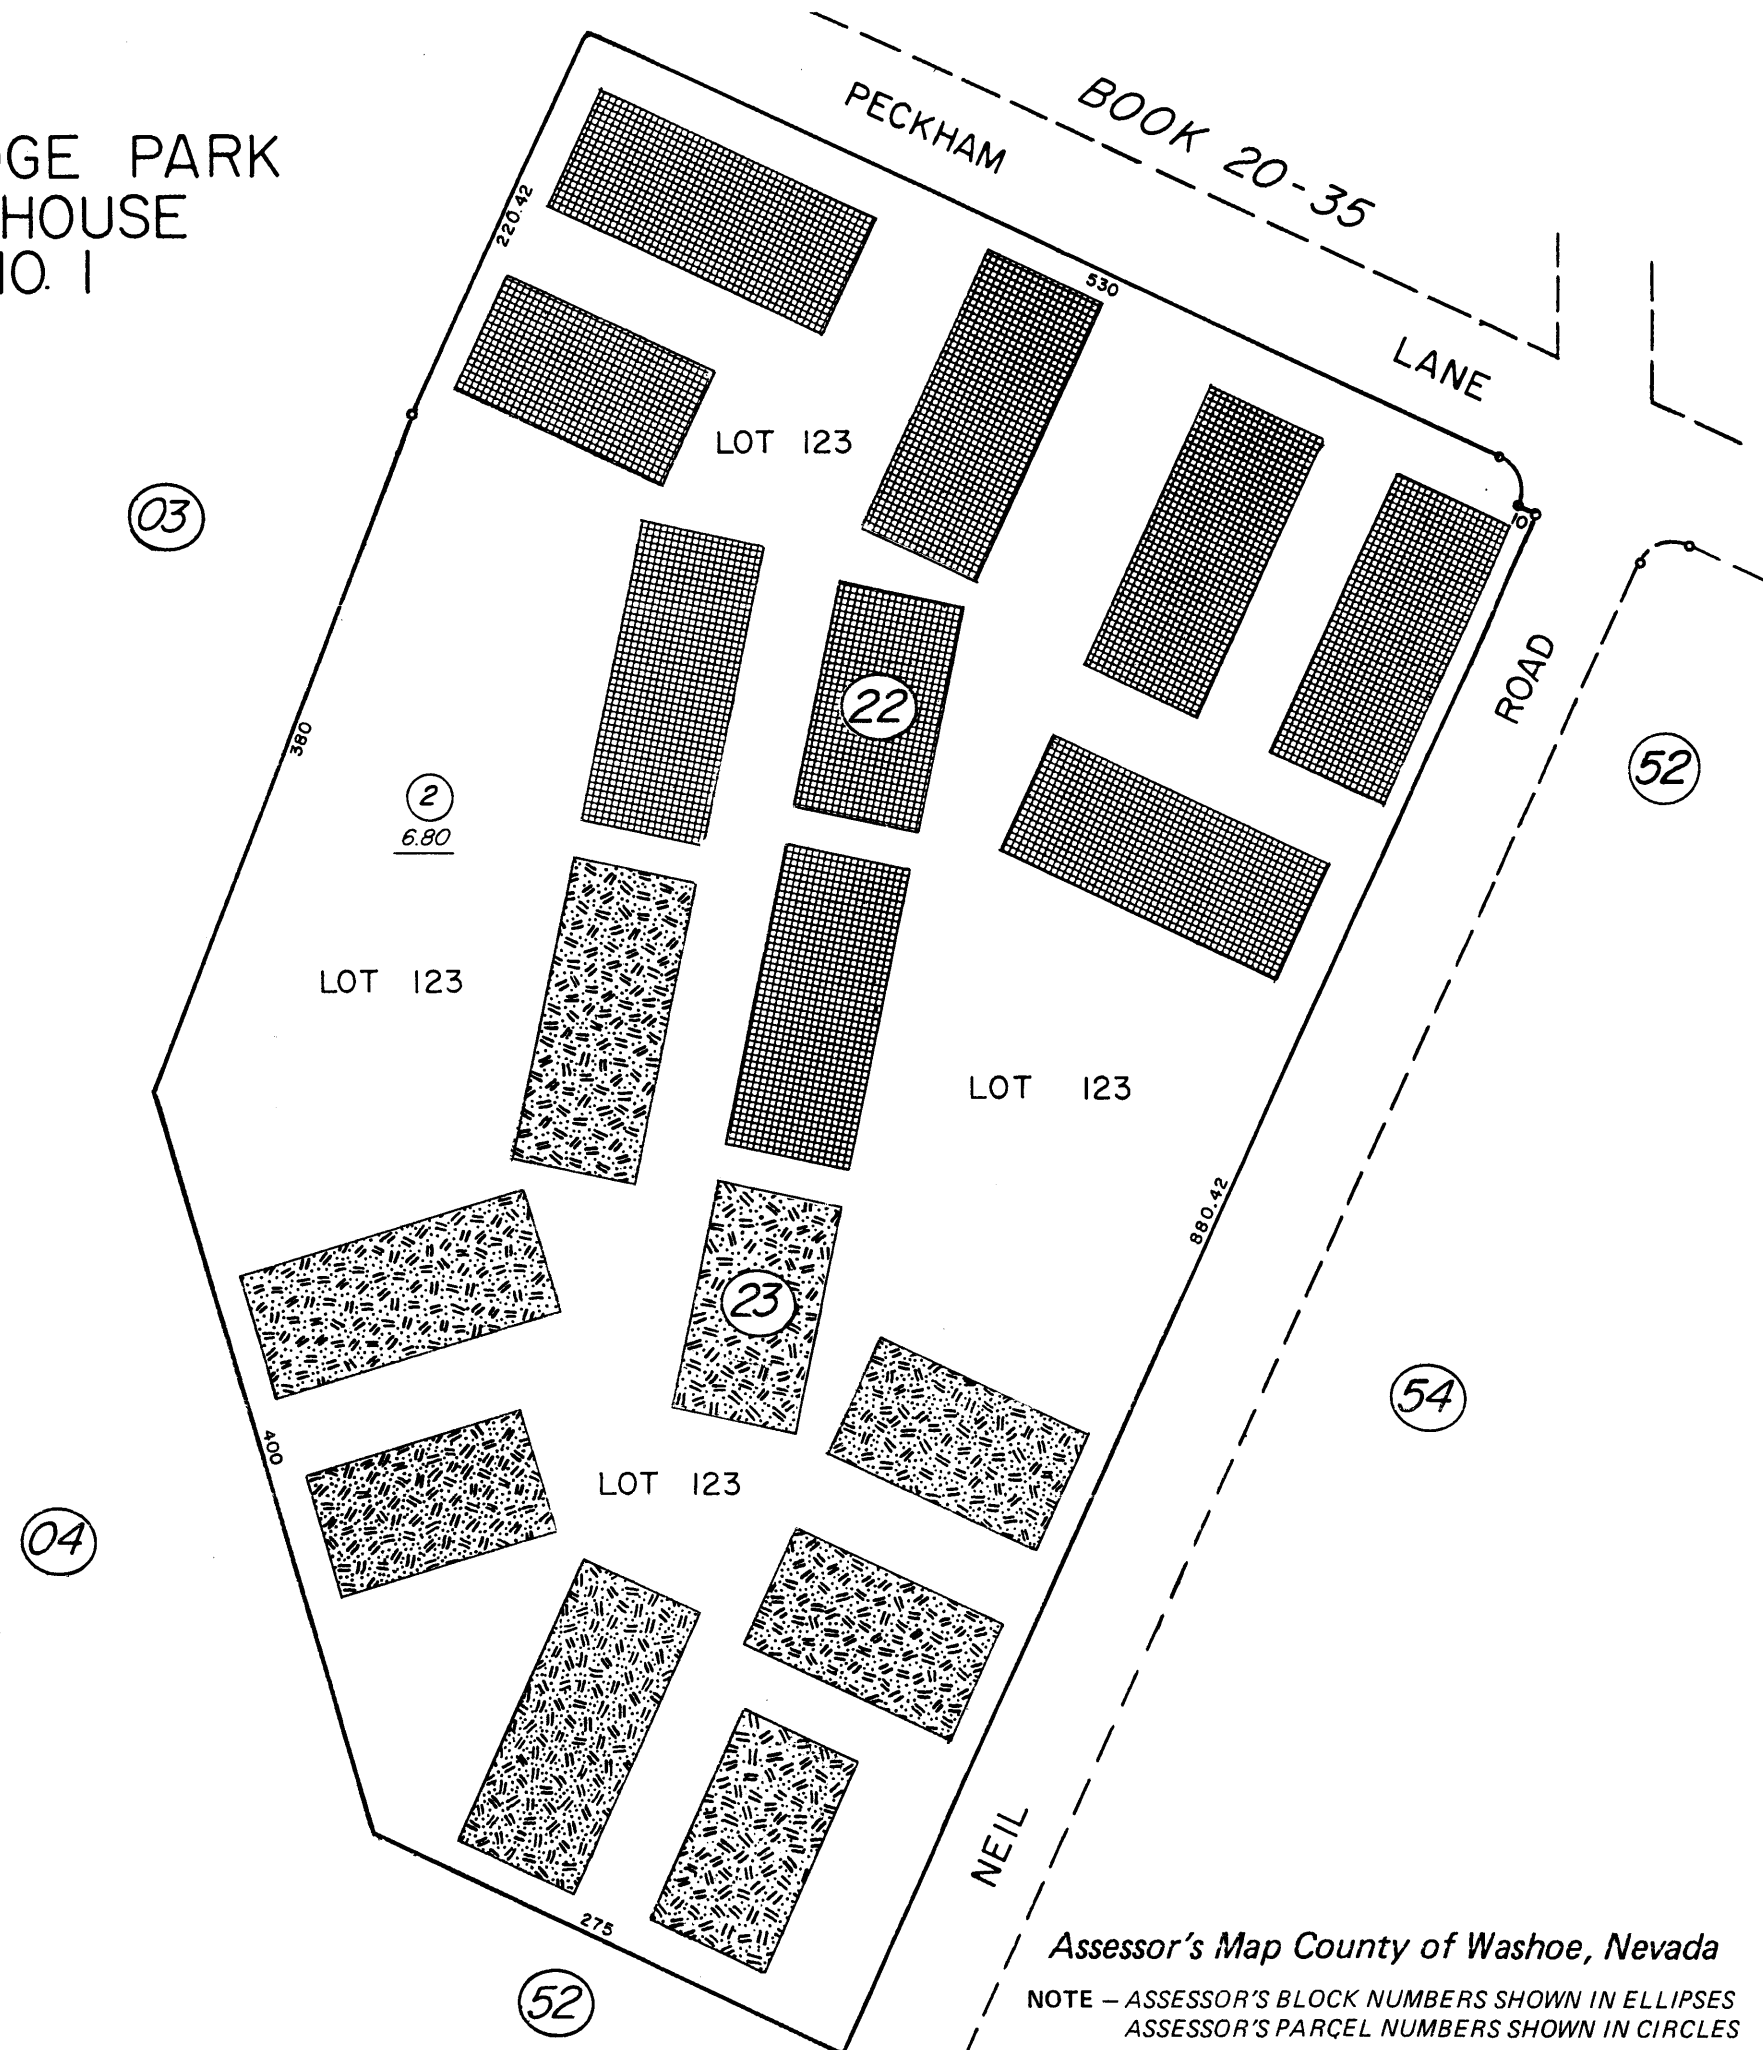 PECKHAM
BOOK 20-35
PARK
HOUSE
220.42
530
LANE
LOT 123
03
10
ROAD
22
52
380
2
6.80
LOT 123
LOT 123
880.42
23
54
400
LOT 123
04
NEIL
275
52
Assessor's Map County of Washoe, Nevada
NOTE – ASSESSOR'S BLOCK NUMBERS SHOWN IN ELLIPSES
ASSESSOR'S PARCEL NUMBERS SHOWN IN CIRCLES